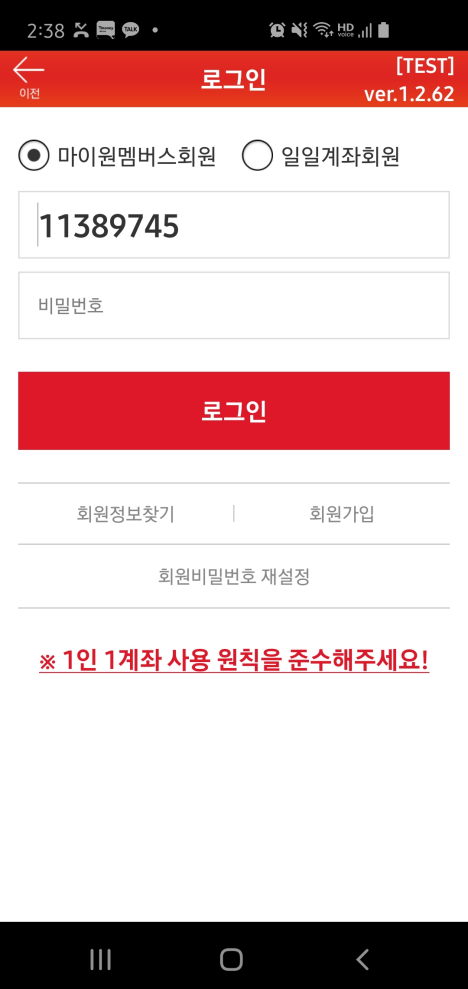 2:38 TALK HD voice
이전
로그인
[TEST]
ver.1.2.62
마이원멤버스회원 일일계좌회원
11389745
비밀번호
로그인
회원정보찾기 | 회원가입
회원비밀번호 재설정
※ 1인 1계좌 사용 원칙을 준수해주세요!